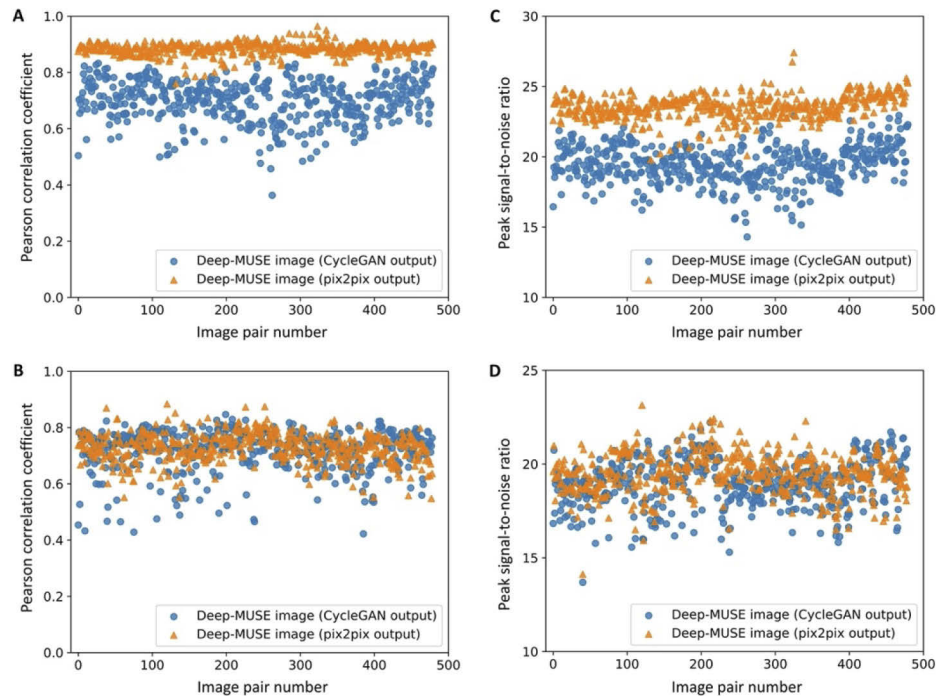 A
Pearson correlation coefficient
1.0
0.8
0.6
0.4
0.2
0.0
Deep-MUSE image (CycleGAN output)
Deep-MUSE image (pix2pix output)
0 100 200 300 400 500
Image pair number
C
Peak signal-to-noise ratio
30
25
20
15
10
Deep-MUSE image (CycleGAN output)
Deep-MUSE image (pix2pix output)
0 100 200 300 400 500
Image pair number
B
Pearson correlation coefficient
1.0
0.8
0.6
0.4
0.2
0.0
Deep-MUSE image (CycleGAN output)
Deep-MUSE image (pix2pix output)
0 100 200 300 400 500
Image pair number
D
Peak signal-to-noise ratio
25
20
15
10
Deep-MUSE image (CycleGAN output)
Deep-MUSE image (pix2pix output)
0 100 200 300 400 500
Image pair number